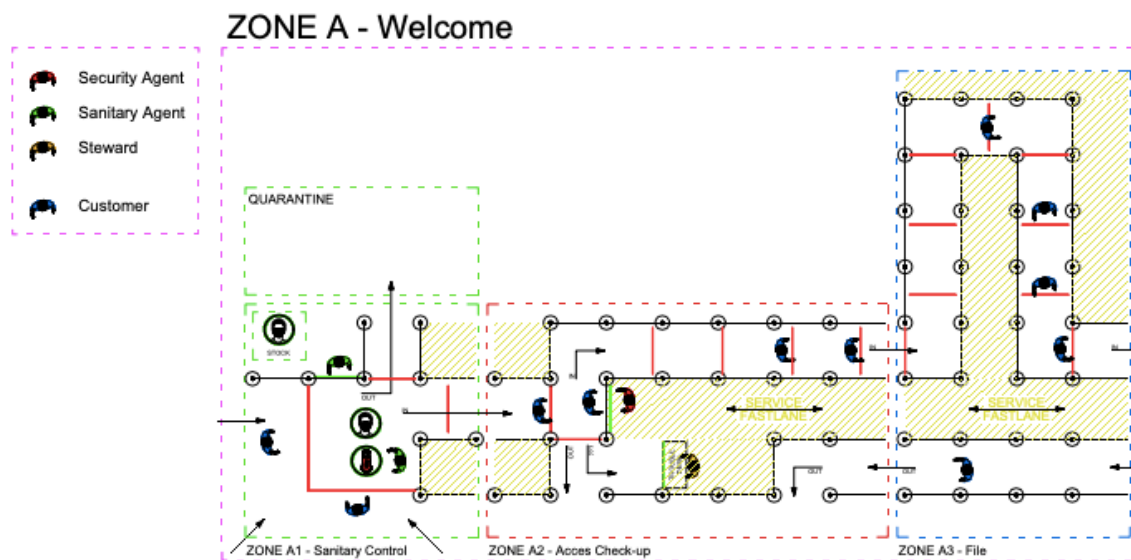 ZONE A - Welcome
Security Agent
Sanitary Agent
Steward
Customer
QUARANTINE
STOCK
OUT
IN
IN
IN
IN
SERVICE
FASTLANE
SERVICE
FASTLANE
OUT
OUT
OUT
ZONE A1 - Sanitary Control
ZONE A2 - Acces Check-up
ZONE A3 - File